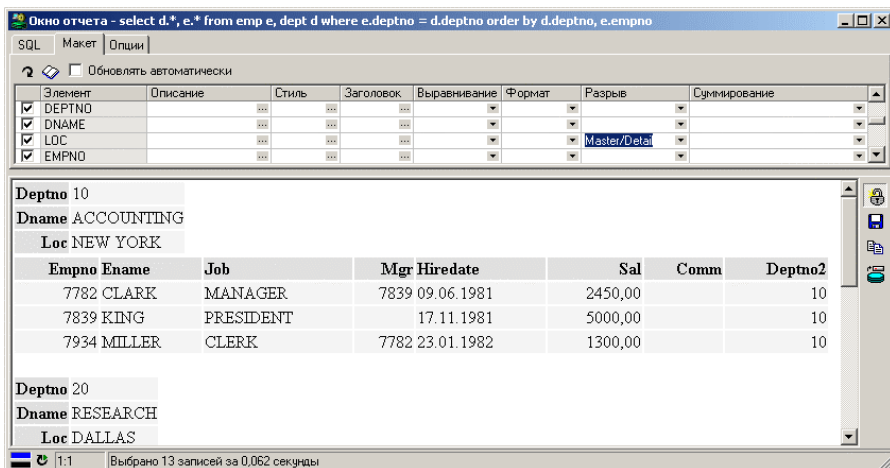 Окно отчета - select d.*, e.* from emp e, dept d where e.deptno = d.deptno order by d.deptno, e.empno
SQL Макет Опции
Обновлять автоматически
Элемент Описание Стиль Заголовок Выравнивание Формат Разрыв Суммирование
DEPTNO
DNAME
LOC Master/Detai
EMPNO
Deptno 10
Dname ACCOUNTING
Loc NEW YORK
Empno Ename Job Mgr Hiredate Sal Comm Deptno2
7782 CLARK MANAGER 7839 09.06.1981 2450,00 10
7839 KING PRESIDENT 17.11.1981 5000,00 10
7934 MILLER CLERK 7782 23.01.1982 1300,00 10
Deptno 20
Dname RESEARCH
Loc DALLAS
1:1 Выбрано 13 записей за 0,062 секунды